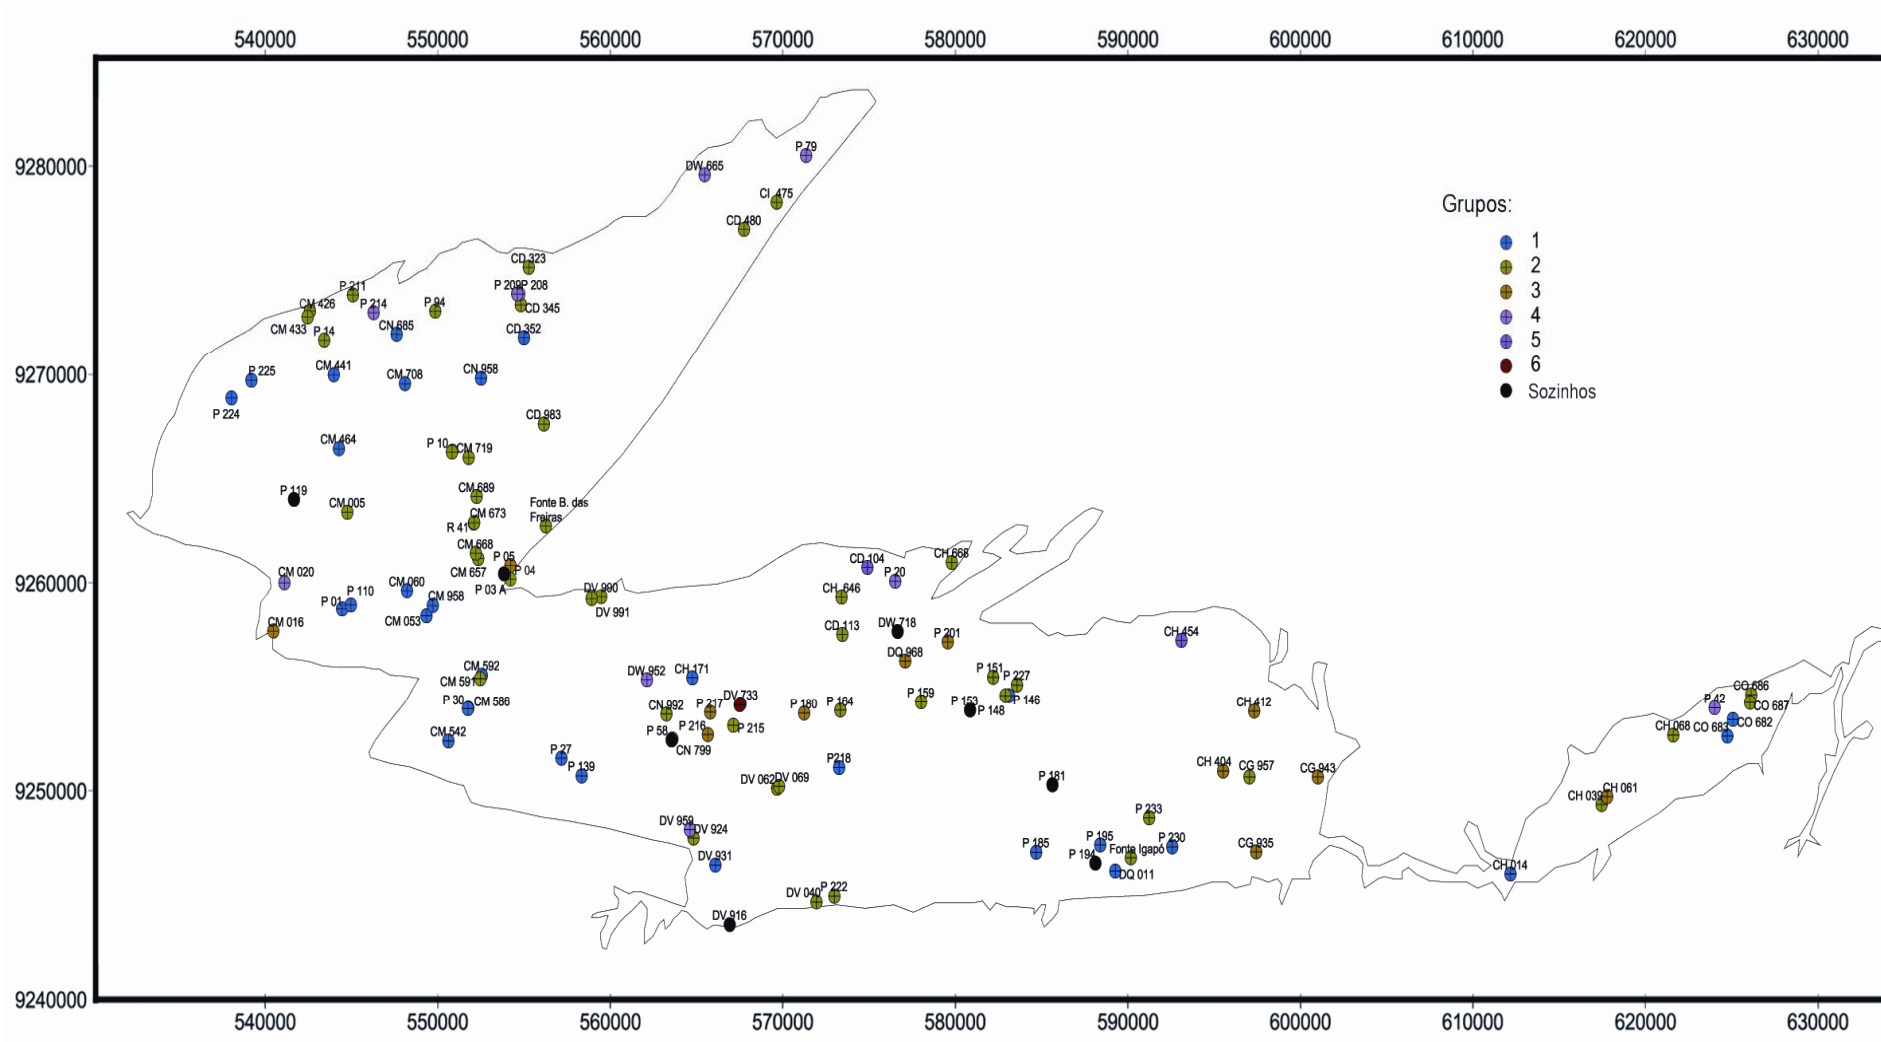 540000 550000 560000 570000 580000 590000 600000 610000 620000 630000
P 79
9280000
DW 665
CI 475
Grupos:
CD 480
1
CD 323
2
P 209 P 208
P 211
3
CM 426 P 214 P 94
CD 345
4
CM 433 P 14 CN 685 CD 352
5
CM 441 CN 958
6
9270000
P 225 CM 708
Sozinhos
P 224
CD 983
CM 464 P 10 CM 719
P 119 CM 689
CM 005 Fonte B. das
CM 673 Freiras
R 41
CM 668
P 05 CD 104 CH 668
CM 020 CM 657 P 04 P 20
9260000
CM 060 P 03 A DV 990 CH 646
P 01 P 110 CM 958
DV 991
CM 016 CM 053 CD 113 DW 718 P 201 CH 454
DQ 968
CM 592 DW 952 CH 171 P 151 P 227
CM 591
P 30 CM 586 CN 992 P 217 DV 733 P 180 P 164 P 159 P 153 P 146 CH 412 P 42 CO 686
CO 687
P 148
P 58 P 216 P 215 CH 068 CO 683 CO 682
CM 542 CN 799
P 27
P 139 P218 CH 404 CG 957 CG 943
DV 062 DV 069 P 181
9250000
CH 039 CH 061
P 233
DV 959 DV 924
P 185 P 195 P 230 CG 935
DV 931 P 194 Fonte Igapó
DQ 011 CH 014
DV 040 P 222
DV 916
9240000
540000 550000 560000 570000 580000 590000 600000 610000 620000 630000